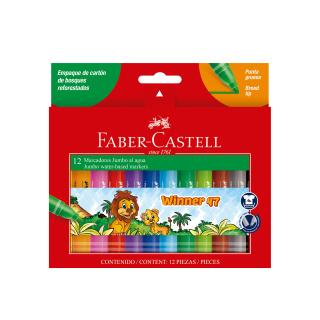 Empaque de cartón
de bosques
reforestados
Punta
gruesa
Broad
tip
FABER-CASTELL
since 1761
12 Marcadores Jumbo al agua
Jumbo water-based markers
Winner 47
CONTENIDO / CONTENT: 12 PIEZAS / PIECES